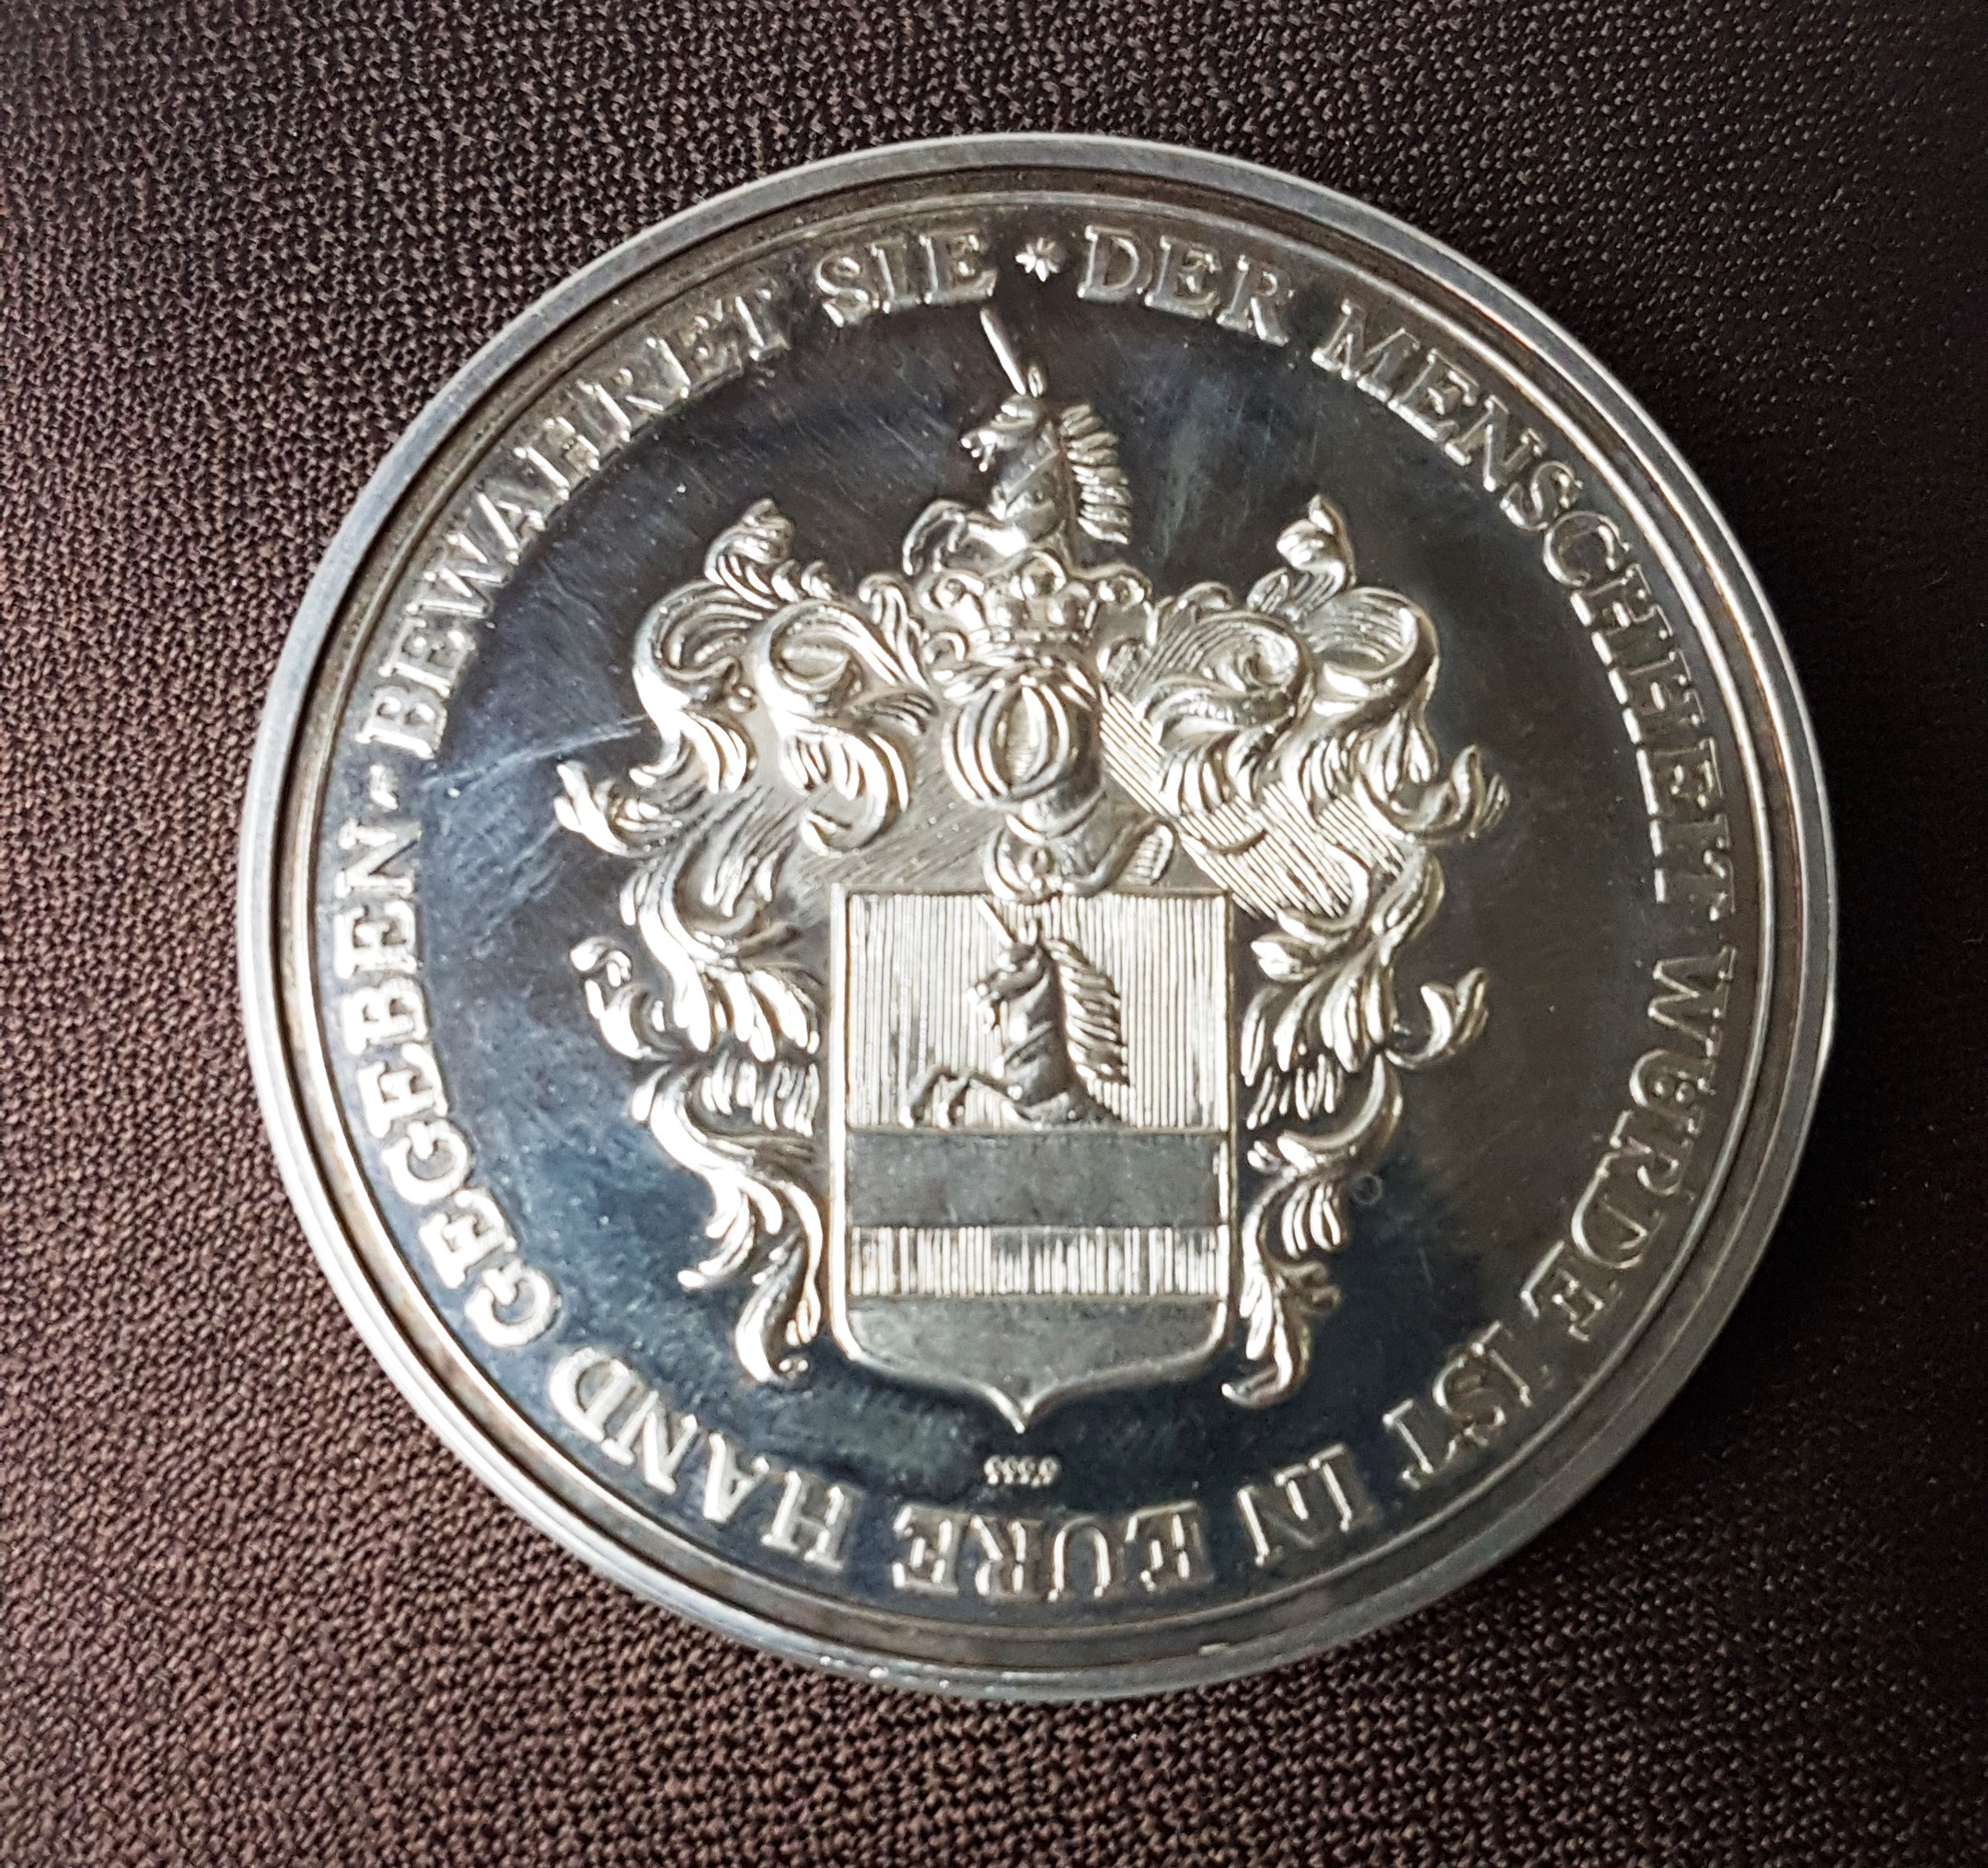 * DER MENSCHHEIT WÜRDE IST IN EURE HAND GEGEBEN - BEWAHRET SIE